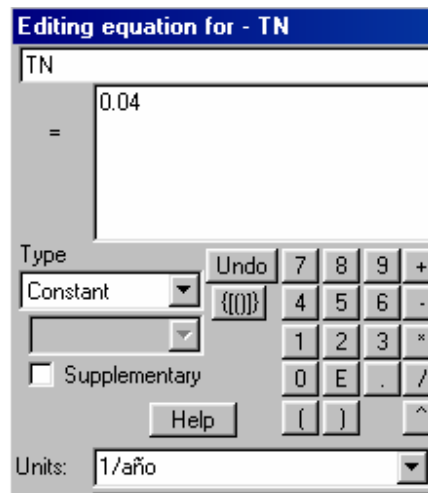 Editing equation for - TN
TN
= 0.04
Type
Undo 7 8 9 +
Constant {[()]} 4 5 6 -
1 2 3 *
Supplementary 0 E . /
Help ( ) ^
Units: 1/año